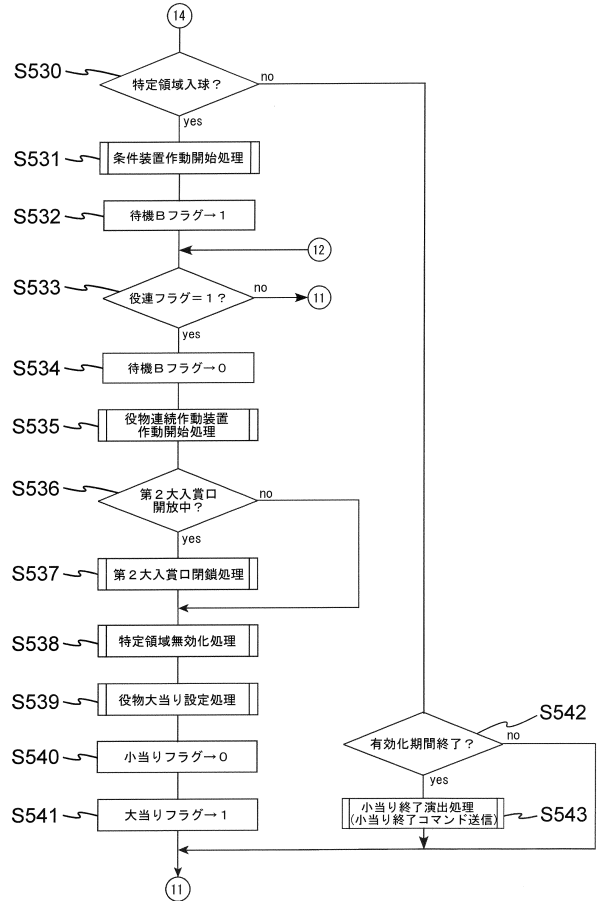 14
S530
特定領域入球？
no
yes
S531
条件装置作動開始処理
S532
待機Bフラグ→１
12
S533
役連フラグ＝１？
no
11
yes
S534
待機Bフラグ→０
S535
役物連続作動装置
作動開始処理
S536
第２大入賞口
開放中？
no
yes
S537
第２大入賞口閉鎖処理
S538
特定領域無効化処理
S539
役物大当り設定処理
S540
小当りフラグ→０
S541
大当りフラグ→１
S542
有効化期間終了？
no
yes
小当り終了演出処理
(小当り終了コマンド送信)
S543
11